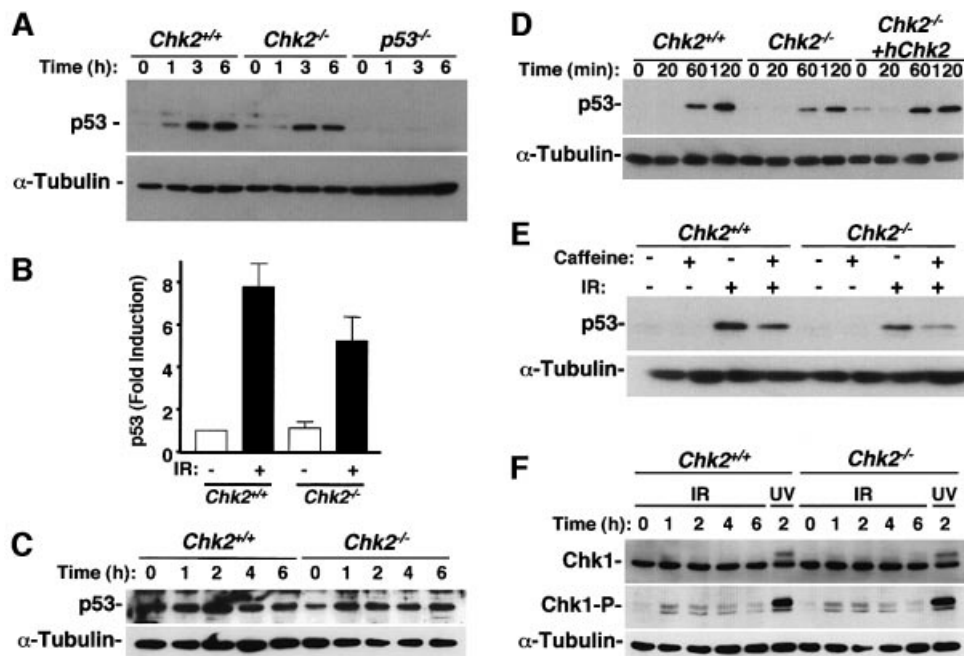 A
Chk2+/+ Chk2-/- p53-/-
Time (h): 0 1 3 6 0 1 3 6 0 1 3 6
p53 -
α-Tubulin -
B
p53 (Fold Induction)
8
6
4
2
0
IR: - + - +
Chk2+/+ Chk2-/-
C
Chk2+/+ Chk2-/-
Time (h): 0 1 2 4 6 0 1 2 4 6
p53-
α-Tubulin-
D
Chk2-/-
Chk2+/+ Chk2-/- +hChk2
Time (min): 0 20 60 120 0 20 60 120 0 20 60 120
p53-
α-Tubulin-
E
Chk2+/+ Chk2-/-
Caffeine: - + - + - + - +
IR: - - + + - - + +
p53-
α-Tubulin-
F
Chk2+/+ Chk2-/-
IR UV IR UV
Time (h): 0 1 2 4 6 2 0 1 2 4 6 2
Chk1-
Chk1-P-
α-Tubulin-